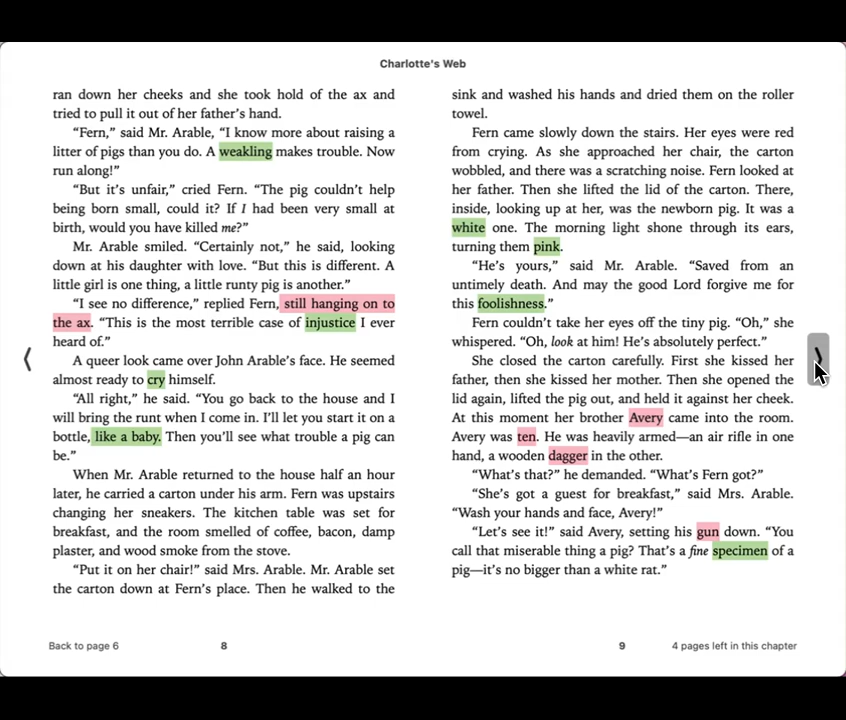 Charlotte's Web
ran down her cheeks and she took hold of the ax and
tried to pull it out of her father's hand.
“Fern,” said Mr. Arable, “I know more about raising a
litter of pigs than you do. A weakling makes trouble. Now
run along!”
“But it's unfair,” cried Fern. “The pig couldn't help
being born small, could it? If I had been very small at
birth, would you have killed me?”
Mr. Arable smiled. “Certainly not,” he said, looking
down at his daughter with love. “But this is different. A
little girl is one thing, a little runty pig is another.”
“I see no difference,” replied Fern, still hanging on to
the ax. “This is the most terrible case of injustice I ever
heard of.”
A queer look came over John Arable's face. He seemed
almost ready to cry himself.
“All right,” he said. “You go back to the house and I
will bring the runt when I come in. I'll let you start it on a
bottle, like a baby. Then you'll see what trouble a pig can
be.”
When Mr. Arable returned to the house half an hour
later, he carried a carton under his arm. Fern was upstairs
changing her sneakers. The kitchen table was set for
breakfast, and the room smelled of coffee, bacon, damp
plaster, and wood smoke from the stove.
“Put it on her chair!” said Mrs. Arable. Mr. Arable set
the carton down at Fern's place. Then he walked to the
Back to page 6
8
sink and washed his hands and dried them on the roller
towel.
Fern came slowly down the stairs. Her eyes were red
from crying. As she approached her chair, the carton
wobbled, and there was a scratching noise. Fern looked at
her father. Then she lifted the lid of the carton. There,
inside, looking up at her, was the newborn pig. It was a
white one. The morning light shone through its ears,
turning them pink.
“He's yours,” said Mr. Arable. “Saved from an
untimely death. And may the good Lord forgive me for
this foolishness.”
Fern couldn't take her eyes off the tiny pig. “Oh,” she
whispered. “Oh, look at him! He's absolutely perfect.”
She closed the carton carefully. First she kissed her
father, then she kissed her mother. Then she opened the
lid again, lifted the pig out, and held it against her cheek.
At this moment her brother Avery came into the room.
Avery was ten. He was heavily armed—an air rifle in one
hand, a wooden dagger in the other.
“What's that?” he demanded. “What's Fern got?”
“She's got a guest for breakfast,” said Mrs. Arable.
“Wash your hands and face, Avery!”
“Let's see it!” said Avery, setting his gun down. “You
call that miserable thing a pig? That's a fine specimen of a
pig—it's no bigger than a white rat.”
9
4 pages left in this chapter